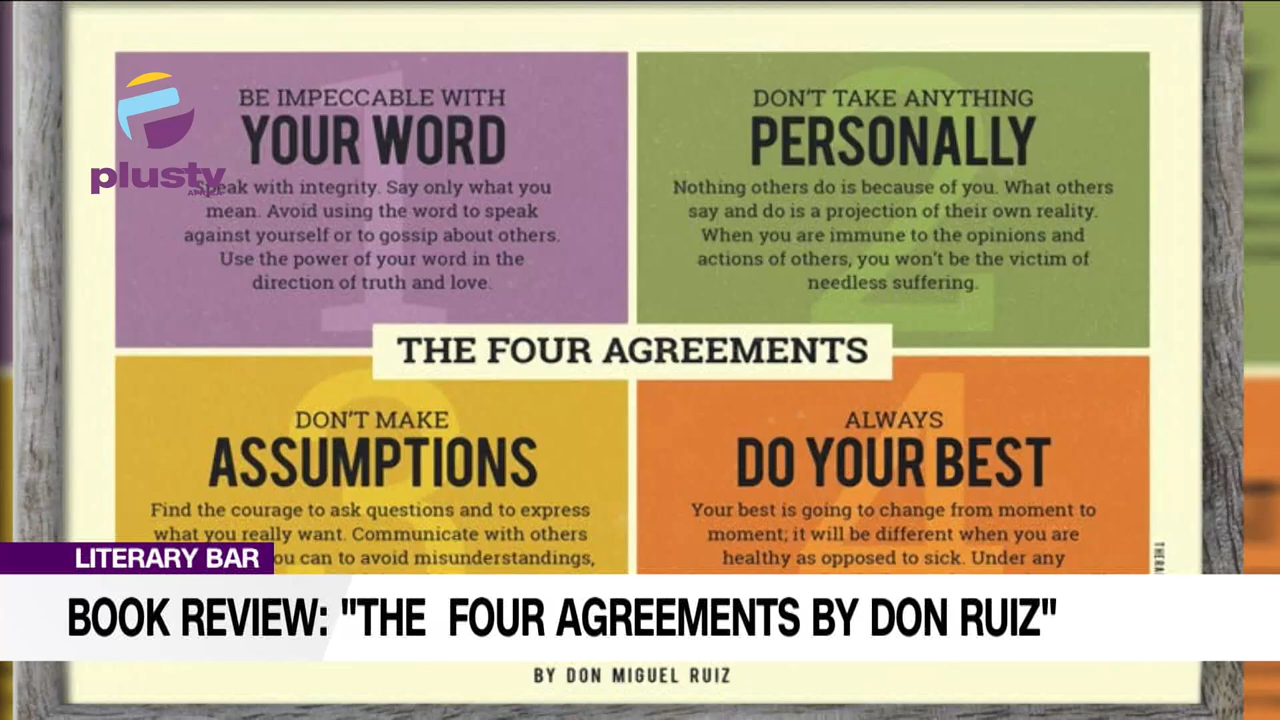 BE IMPECCABLE WITH
YOUR WORD
Speak with integrity. Say only what you
mean. Avoid using the word to speak
against yourself or to gossip about others.
Use the power of your word in the
direction of truth and love.
1
DON'T TAKE ANYTHING
PERSONALLY
Nothing others do is because of you. What others
say and do is a projection of their own reality.
When you are immune to the opinions and
actions of others, you won't be the victim of
needless suffering.
2
plustv
THE FOUR AGREEMENTS
DON'T MAKE
ASSUMPTIONS
Find the courage to ask questions and to express
what you really want. Communicate with others
you can to avoid misunderstandings,
3
ALWAYS
DO YOUR BEST
Your best is going to change from moment to
moment; it will be different when you are
healthy as opposed to sick. Under any
4
LITERARY BAR
BOOK REVIEW: "THE FOUR AGREEMENTS BY DON RUIZ"
BY DON MIGUEL RUIZ